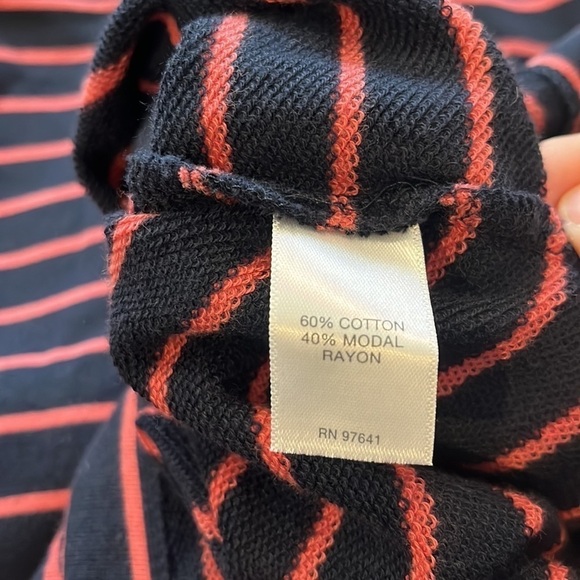 60% COTTON
40% MODAL
RAYON
RN 97641